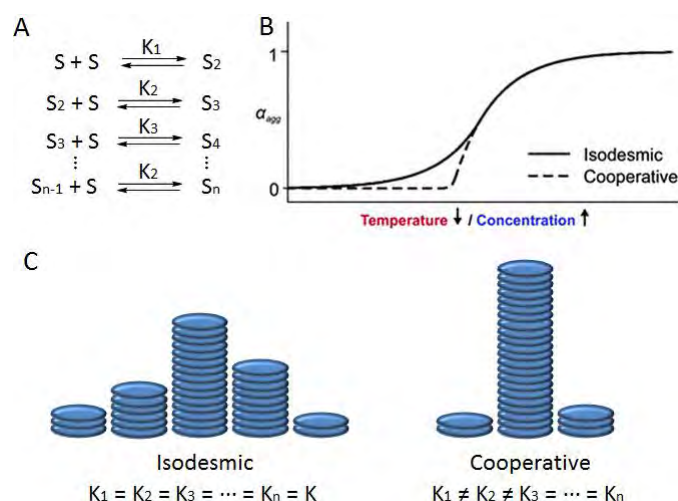 A
S + S K₁ S₂
S₂ + S K₂ S₃
S₃ + S K₃ S₄
⋮ ⋮
Sₙ₋₁ + S K₂ Sₙ
B
1
αagg
0
Isodesmic
Cooperative
Temperature ↓ / Concentration ↑
C
Isodesmic
K₁ = K₂ = K₃ = ··· = Kₙ = K
Cooperative
K₁ ≠ K₂ ≠ K₃ = ··· = Kₙ